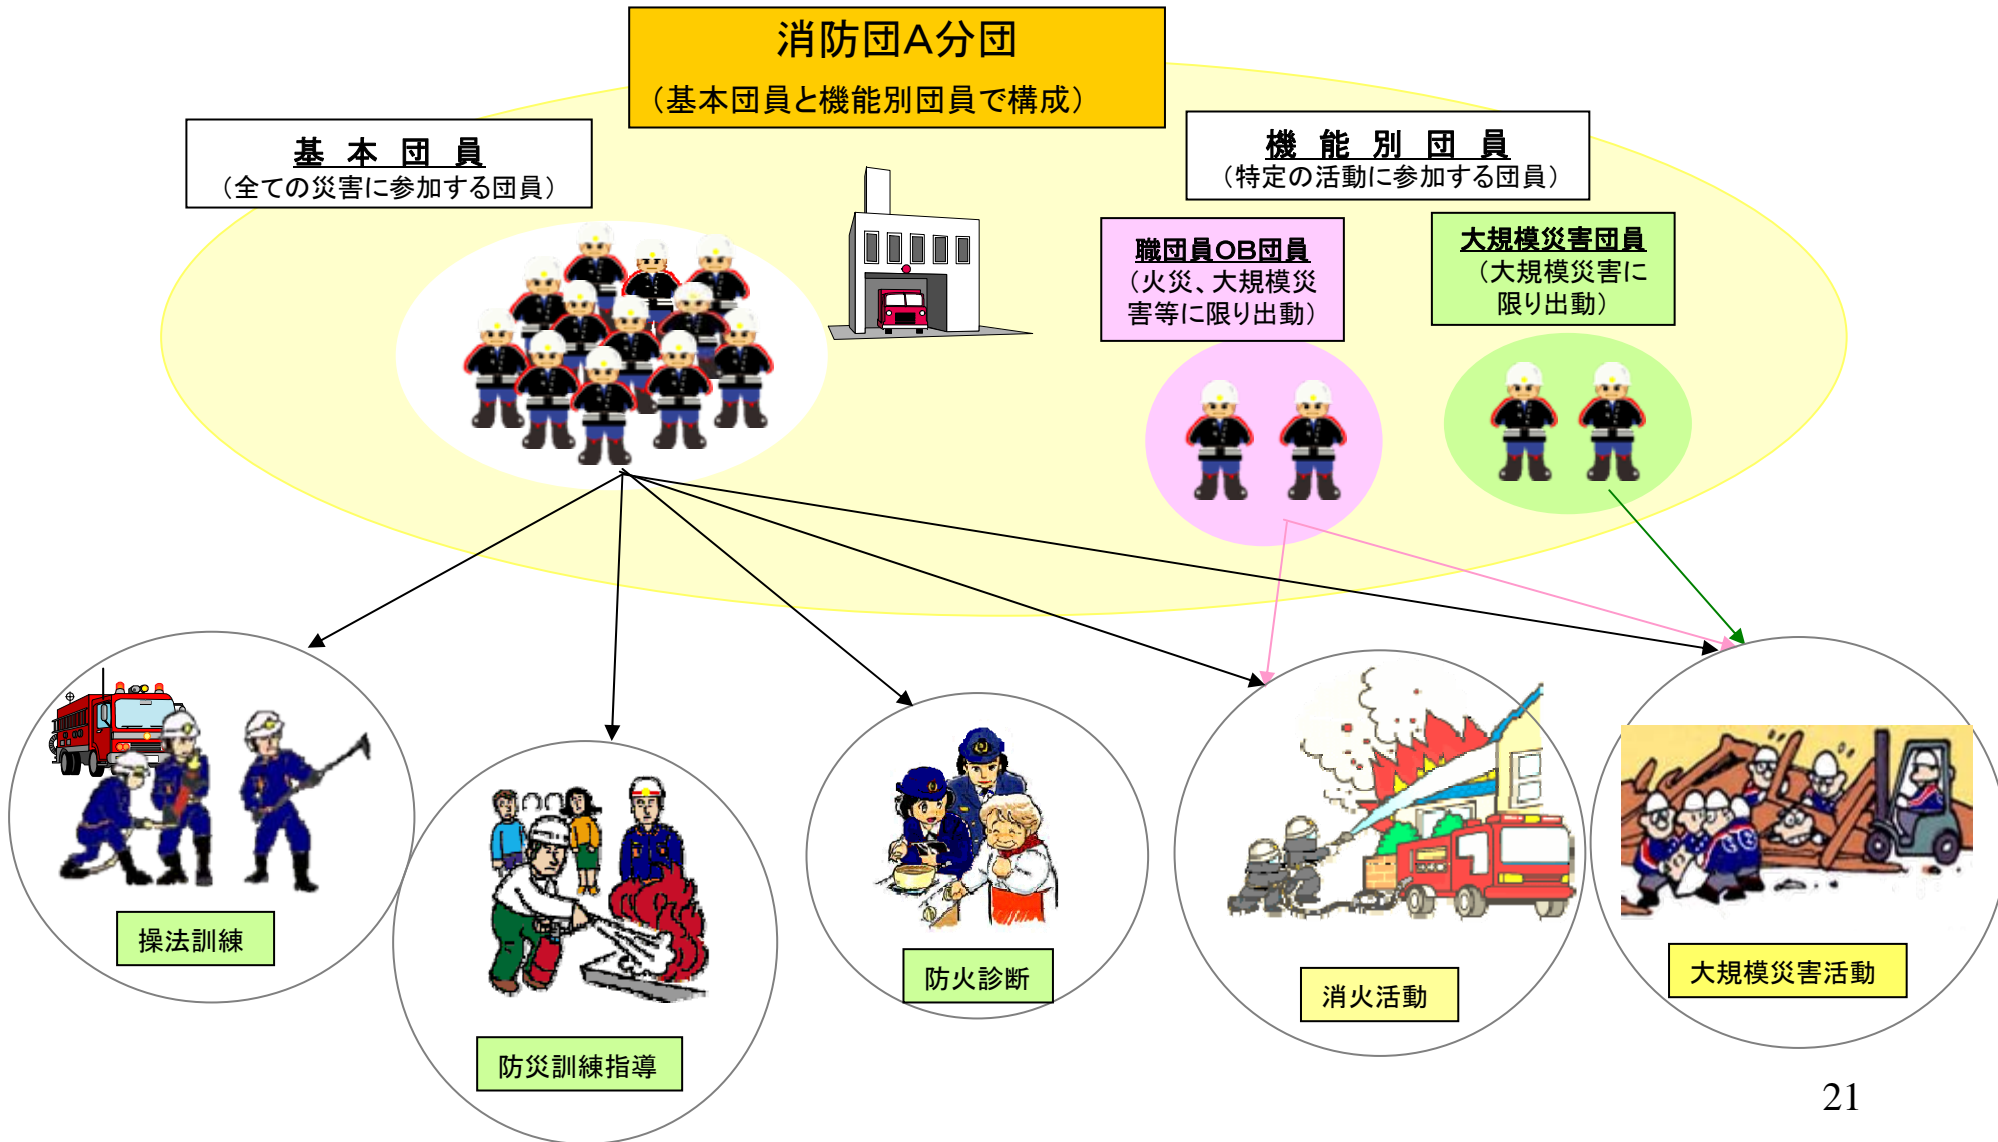 消防団A分団
（基本団員と機能別団員で構成）
基本団員
（全ての災害に参加する団員）
機能別団員
（特定の活動に参加する団員）
職団員OB団員
（火災、大規模災
害等に限り出動）
大規模災害団員
（大規模災害に
限り出動）
操法訓練
防災訓練指導
防火診断
消火活動
大規模災害活動
21